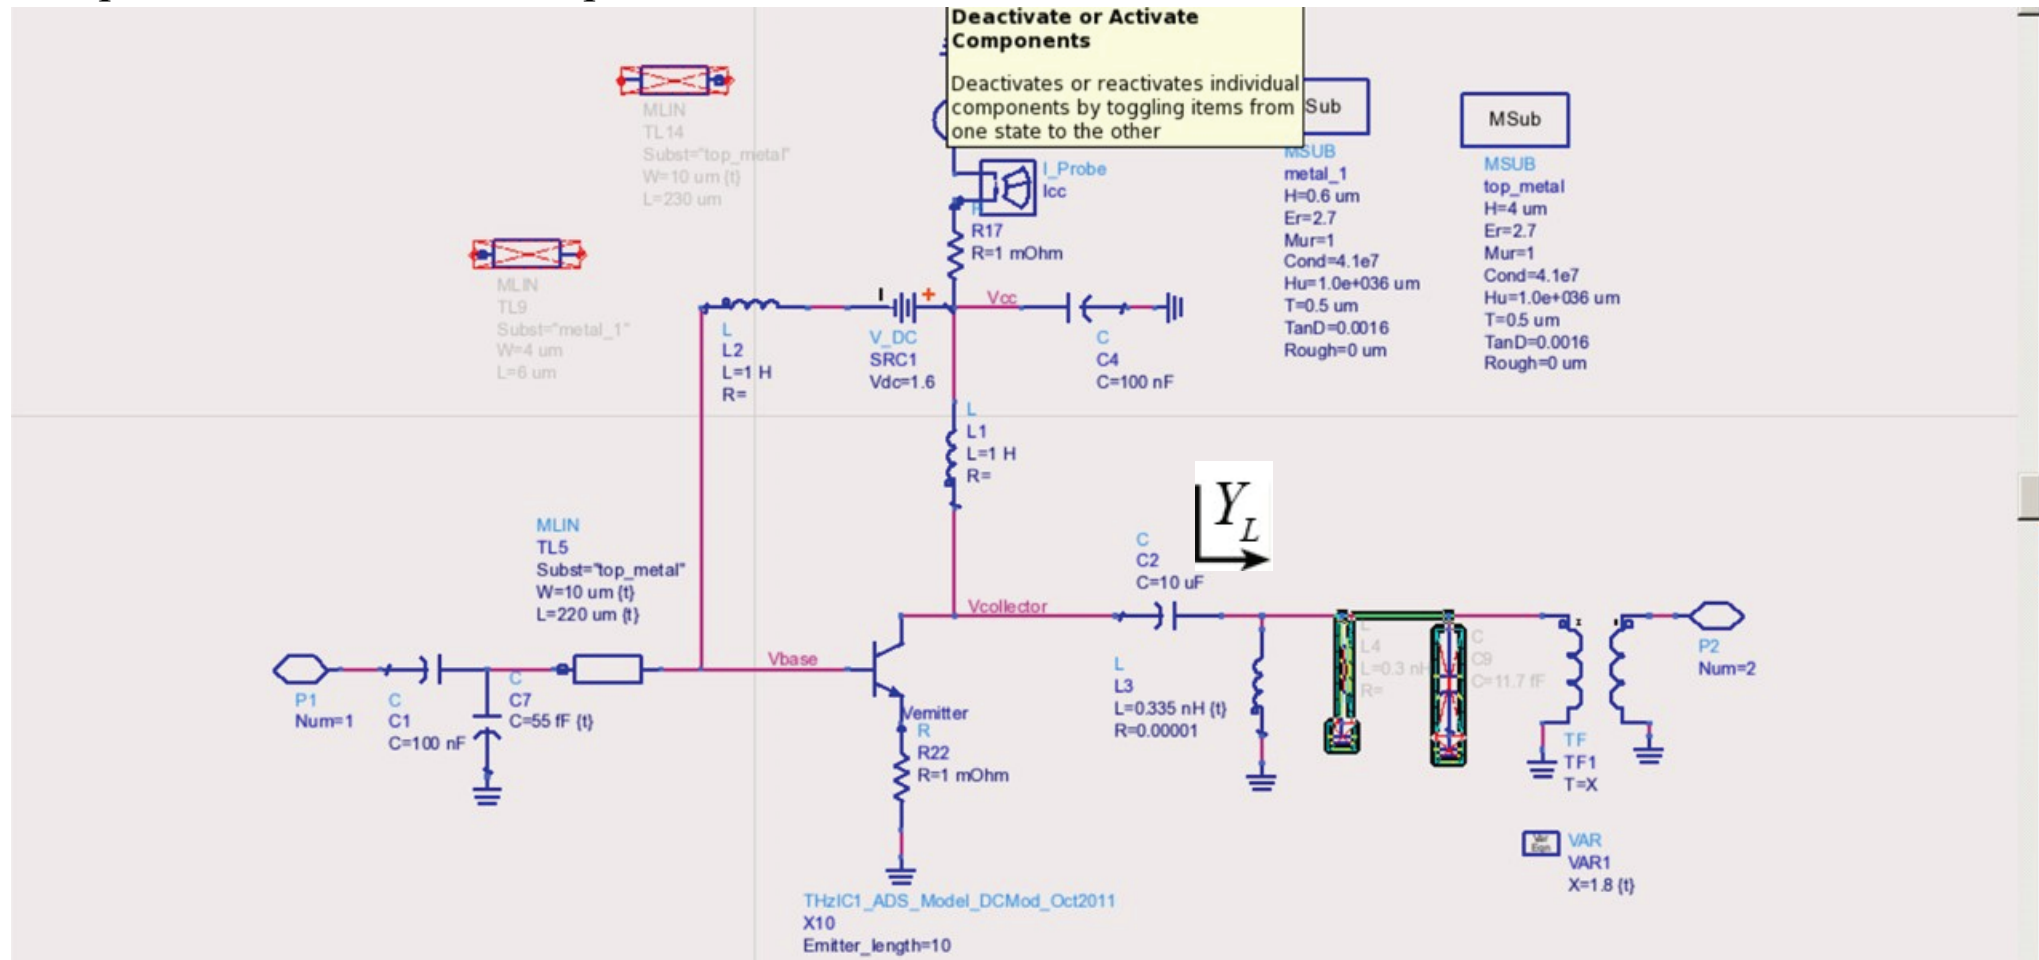 Deactivate or Activate
Components
Deactivates or reactivates individual
components by toggling items from
one state to the other
MLIN
TL14
Subst="top_metal"
W=10 um {t}
L=230 um
I_Probe
Icc
R
R17
R=1 mOhm
Sub
MSUB
metal_1
H=0.6 um
Er=2.7
Mur=1
Cond=4.1e7
Hu=1.0e+036 um
T=0.5 um
TanD=0.0016
Rough=0 um
MSub
MSUB
top_metal
H=4 um
Er=2.7
Mur=1
Cond=4.1e7
Hu=1.0e+036 um
T=0.5 um
TanD=0.0016
Rough=0 um
MLIN
TL9
Subst="metal_1"
W=4 um
L=6 um
L
L2
L=1 H
R=
V_DC
SRC1
Vdc=1.6
Vcc
C
C4
C=100 nF
L
L1
L=1 H
R=
Y_L
MLIN
TL5
Subst="top_metal"
W=10 um {t}
L=220 um {t}
C
C2
C=10 uF
Vcollector
Vbase
P1
Num=1
C
C1
C=100 nF
C
C7
C=55 fF {t}
Vemitter
R
R22
R=1 mOhm
L
L3
L=0.335 nH {t}
R=0.00001
L
L4
L=0.3 nH
R=
C
C9
C=11.7 fF
TF
TF1
T=X
P2
Num=2
Var
Eqn
VAR
VAR1
X=1.8 {t}
THzIC1_ADS_Model_DCMod_Oct2011
X10
Emitter_length=10